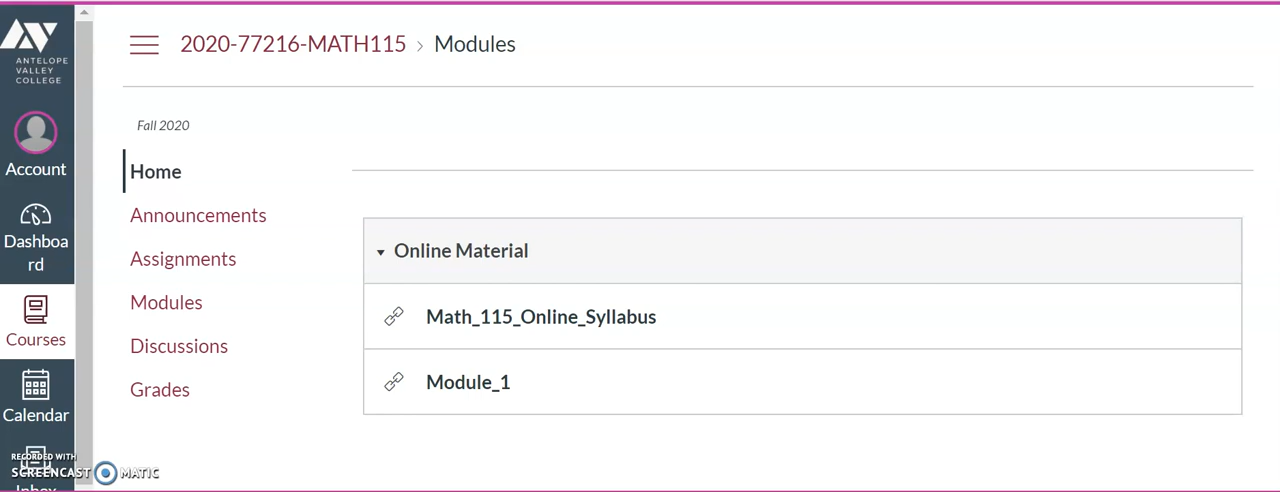 ANTELOPE
VALLEY
COLLEGE
Account
Dashboa
rd
Courses
Calendar
Inbox
2020-77216-MATH115 › Modules
Fall 2020
Home
Announcements
Assignments
Modules
Discussions
Grades
Online Material
Math_115_Online_Syllabus
Module_1
RECORDED WITH
SCREENCAST MATIC